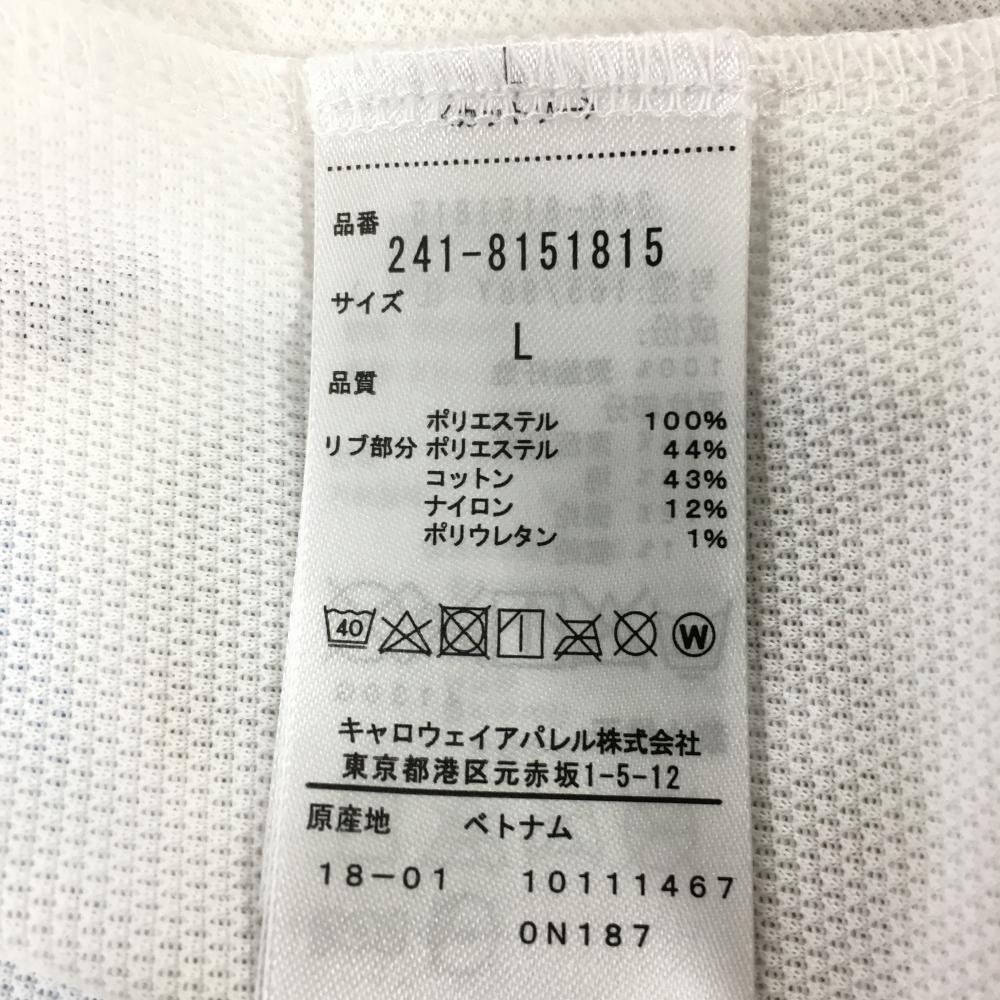 品番
241-8151815
サイズ
L
品質
ポリエステル 100%
リブ部分 ポリエステル 44%
コットン 43%
ナイロン 12%
ポリウレタン 1%
40 W
キャロウェイアパレル株式会社
東京都港区元赤坂1-5-12
原産地 ベトナム
18-01 10111467
0N187